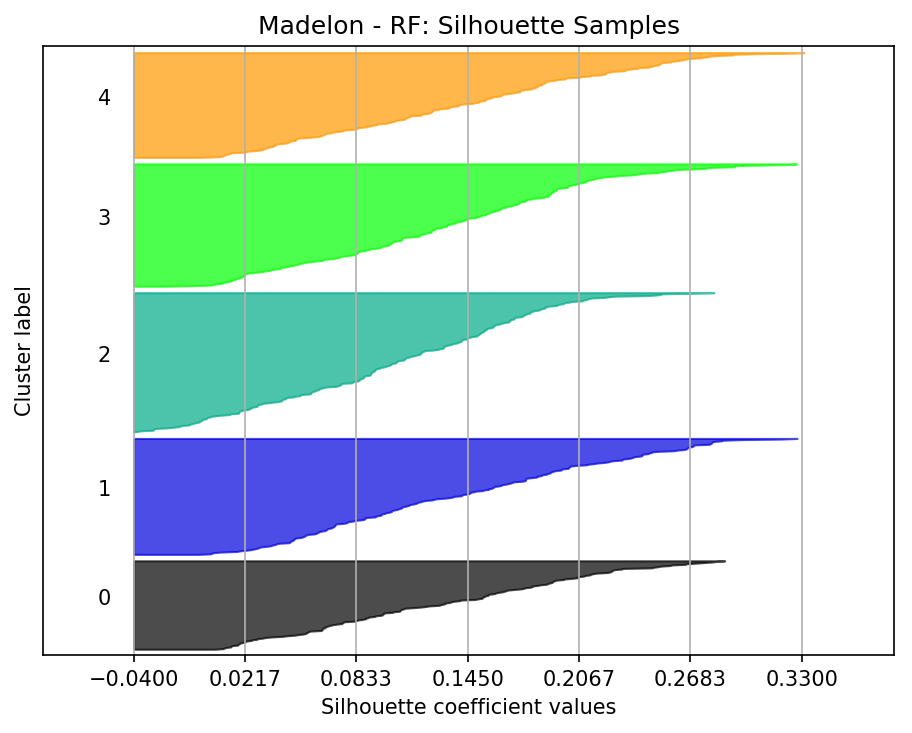 Madelon - RF: Silhouette Samples
4
3
2
1
0
Cluster label
−0.0400 0.0217 0.0833 0.1450 0.2067 0.2683 0.3300
Silhouette coefficient values